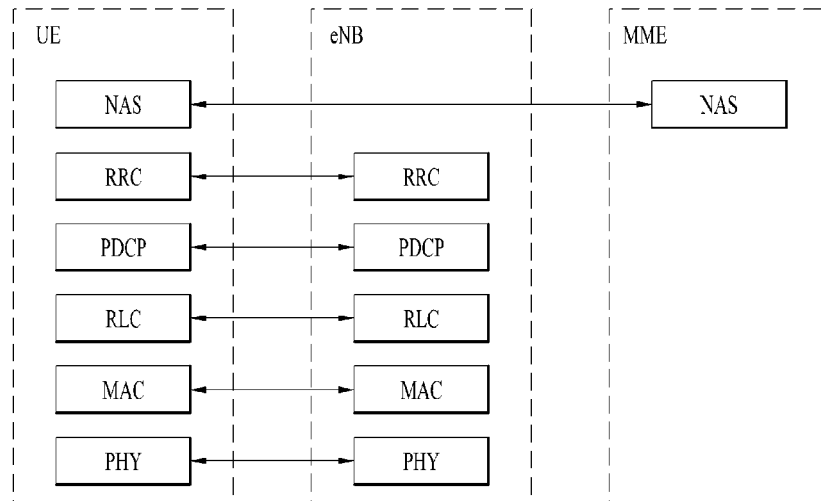 UE eNB MME
NAS NAS
RRC RRC
PDCP PDCP
RLC RLC
MAC MAC
PHY PHY